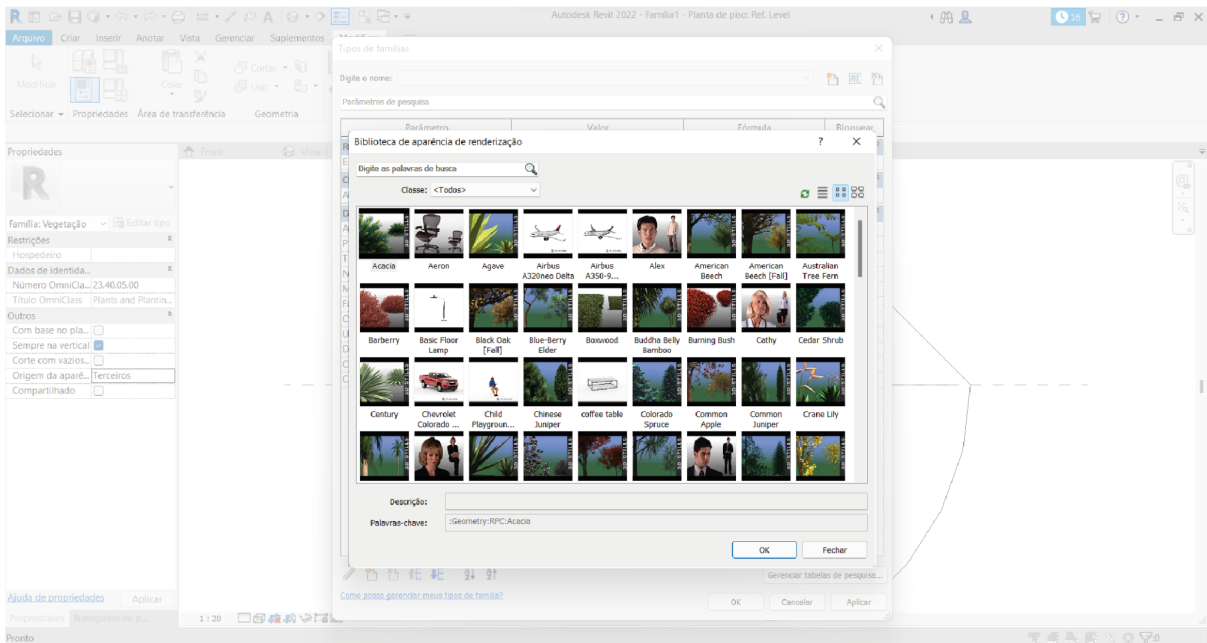 Autodesk Revit 2022 - Família1 - Planta de piso: Ref. Level
16
Arquivo Criar Inserir Anotar Vista Gerenciar Suplementos
Modificar
Colar
Cortar
Unir
Selecionar Propriedades Área de transferência Geometria
Tipos de famílias
Digite o nome:
Parâmetros de pesquisa
Parâmetro Valor Fórmula Bloquear
Propriedades
Front
View
R
Família: Vegetação Editar tipo
Restrições
Hospedeiro
Dados de identida...
Número OmniCla... 23.40.05.00
Título OmniClass Plants and Plantin...
Outros
Com base no pla...
Sempre na vertical
Corte com vazios...
Origem da aparê... Terceiros
Compartilhado
Biblioteca de aparência de renderização
Digite as palavras de busca
Classe: <Todos>
Acacia
Aeron
Agave
Airbus
A320neo Delta
Airbus
A350-9...
Alex
American
Beech
American
Beech [Fall]
Australian
Tree Fern
Barberry
Basic Floor
Lamp
Black Oak
[Fall]
Blue-Berry
Elder
Boxwood
Buddha Belly
Bamboo
Burning Bush
Cathy
Cedar Shrub
Century
Chevrolet
Colorado ...
Child
Playgroun...
Chinese
Juniper
coffee table
Colorado
Spruce
Common
Apple
Common
Juniper
Crane Lily
Descrição:
Palavras-chave: :Geometry:RPC:Acacia
OK Fechar
Gerenciar tabelas de pesquisa...
Como posso gerenciar meus tipos de família?
OK Cancelar Aplicar
Ajuda de propriedades Aplicar
Propriedades
1 : 20
Pronto
:0